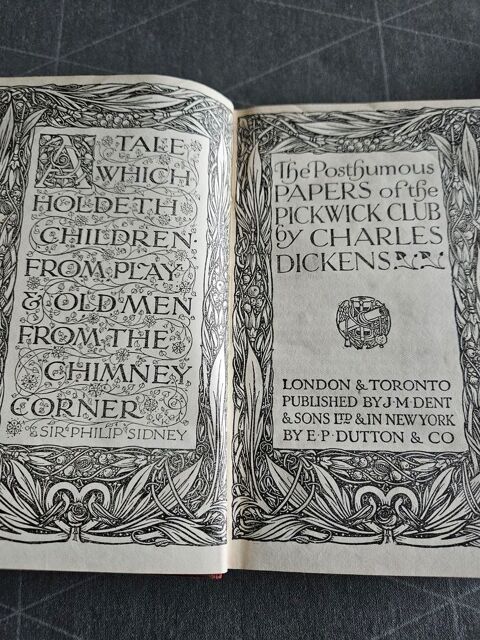 A TALE
WHICH
HOLDETH
CHILDREN
FROM PLAY
& OLD MEN
FROM THE
CHIMNEY
CORNER
SIR PHILIP SIDNEY
The Posthumous
PAPERS of the
PICKWICK CLUB
by CHARLES
DICKENS
LONDON & TORONTO
PUBLISHED BY J·M·DENT
& SONS LTD & IN NEW YORK
BY E·P·DUTTON & CO